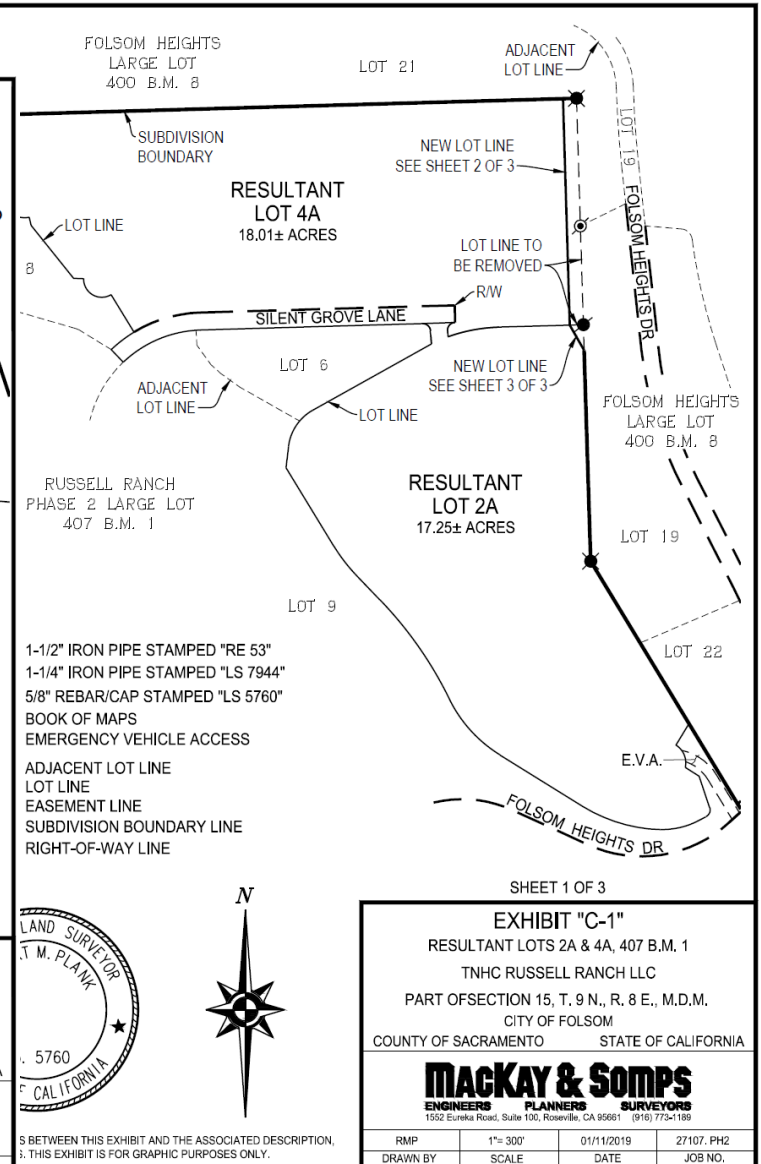 FOLSOM HEIGHTS
LARGE LOT
400 B.M. 8
LOT 21
ADJACENT
LOT LINE
SUBDIVISION
BOUNDARY
NEW LOT LINE
SEE SHEET 2 OF 3
LOT 19
FOLSOM HEIGHTS DR
RESULTANT
LOT 4A
18.01± ACRES
LOT LINE
8
LOT LINE TO
BE REMOVED
R/W
SILENT GROVE LANE
LOT 6
NEW LOT LINE
SEE SHEET 3 OF 3
ADJACENT
LOT LINE
LOT LINE
FOLSOM HEIGHTS
LARGE LOT
400 B.M. 8
RUSSELL RANCH
PHASE 2 LARGE LOT
407 B.M. 1
RESULTANT
LOT 2A
17.25± ACRES
LOT 19
LOT 9
LOT 22
1-1/2" IRON PIPE STAMPED "RE 53"
1-1/4" IRON PIPE STAMPED "LS 7944"
5/8" REBAR/CAP STAMPED "LS 5760"
BOOK OF MAPS
EMERGENCY VEHICLE ACCESS
ADJACENT LOT LINE
LOT LINE
EASEMENT LINE
SUBDIVISION BOUNDARY LINE
RIGHT-OF-WAY LINE
E.V.A.
FOLSOM HEIGHTS DR
SHEET 1 OF 3
LAND SURVEYOR
T M. PLANK
. 5760
OF CALIFORNIA
N
EXHIBIT "C-1"
RESULTANT LOTS 2A & 4A, 407 B.M. 1
TNHC RUSSELL RANCH LLC
PART OFSECTION 15, T. 9 N., R. 8 E., M.D.M.
CITY OF FOLSOM
COUNTY OF SACRAMENTO STATE OF CALIFORNIA
MACKAY & SOMPS
ENGINEERS PLANNERS SURVEYORS
1552 Eureka Road, Suite 100, Roseville, CA 95661 (916) 773-1189
RMP 1"= 300' 01/11/2019 27107. PH2
DRAWN BY SCALE DATE JOB NO.
S BETWEEN THIS EXHIBIT AND THE ASSOCIATED DESCRIPTION,
. THIS EXHIBIT IS FOR GRAPHIC PURPOSES ONLY.